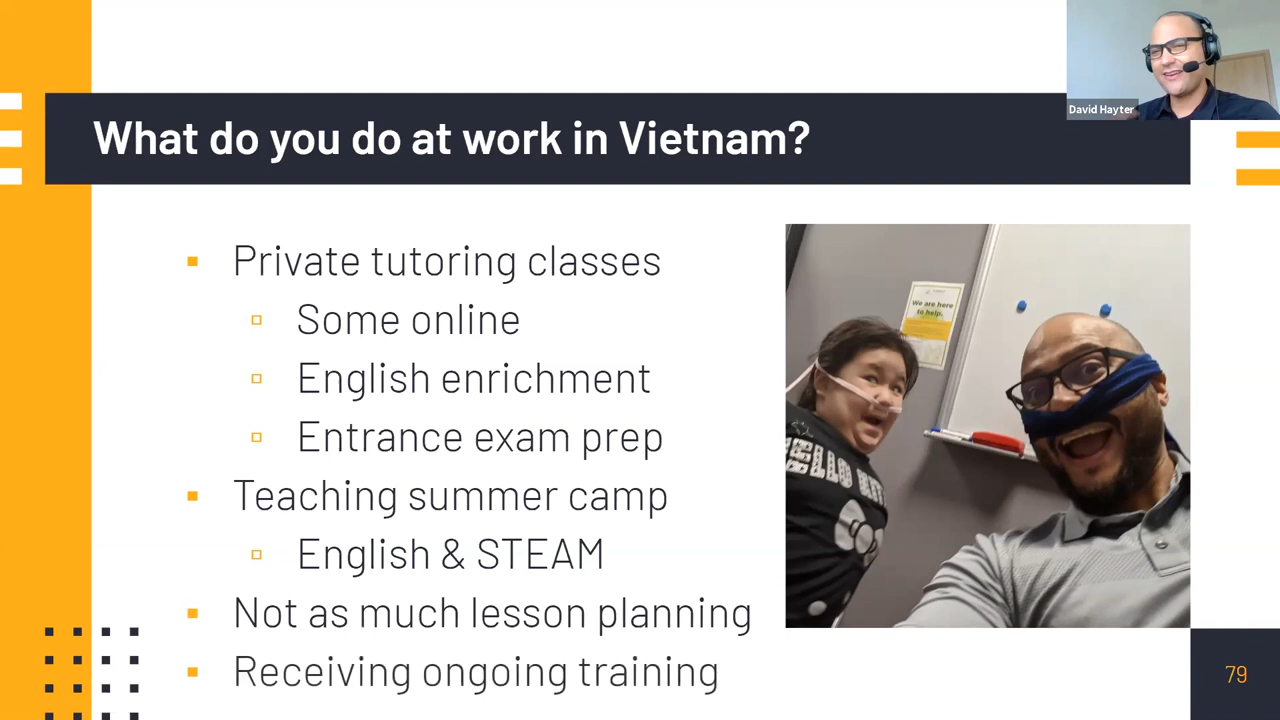 David Hayter
What do you do at work in Vietnam?
Private tutoring classes
Some online
English enrichment
Entrance exam prep
Teaching summer camp
English & STEAM
Not as much lesson planning
Receiving ongoing training
We are here
to help.
79